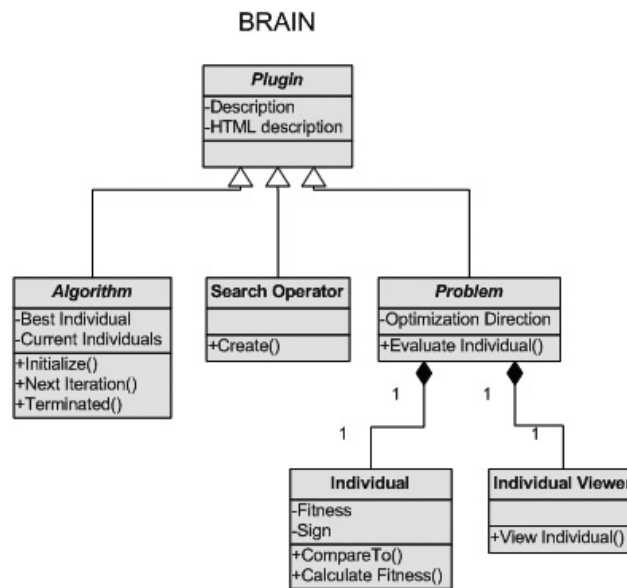 BRAIN
Plugin
-Description
-HTML description
Algorithm
-Best Individual
-Current Individuals
+Initialize()
+Next Iteration()
+Terminated()
Search Operator
+Create()
Problem
-Optimization Direction
+Evaluate Individual()
1
1
1
1
Individual
-Fitness
-Sign
+CompareTo()
+Calculate Fitness()
Individual Viewer
+View Individual()